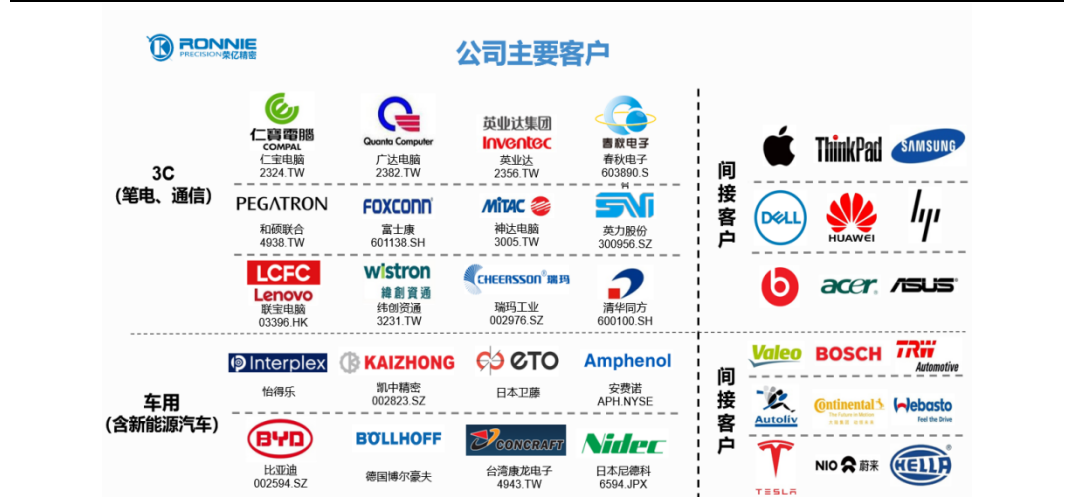 RONNIE
PRECISION荣亿精密
公司主要客户
3C
(笔电、通信)
仁寶電腦
COMPAL
仁宝电脑
2324.TW
Quanta Computer
广达电脑
2382.TW
英业达集团
Inventec
英业达
2356.TW
春秋电子
春秋电子
603890.S
H
PEGATRON
和硕联合
4938.TW
FOXCONN
富士康
601138.SH
MiTAC
神达电脑
3005.TW
英力股份
300956.SZ
LCFC
Lenovo
联宝电脑
03396.HK
wistron
緯創資通
纬创资通
3231.TW
CHEERSSON®瑞玛
瑞玛工业
002976.SZ
清华同方
600100.SH
间接客户
ThinkPad
SAMSUNG
DELL
HUAWEI
hp
acer
ASUS
车用
(含新能源汽车)
Interplex
怡得乐
KAIZHONG
凯中精密
002823.SZ
eTO
日本卫藤
Amphenol
安费诺
APH.NYSE
BYD
比亚迪
002594.SZ
BÖLLHOFF
德国博尔豪夫
CONCRAFT
台湾康龙电子
4943.TW
Nidec
日本尼德科
6594.JPX
间接客户
Valeo
BOSCH
TRW
Automotive
Autoliv
Continental
The Future in Motion
Webasto
Feel the Drive
TESLA
NIO 蔚来
HELLA